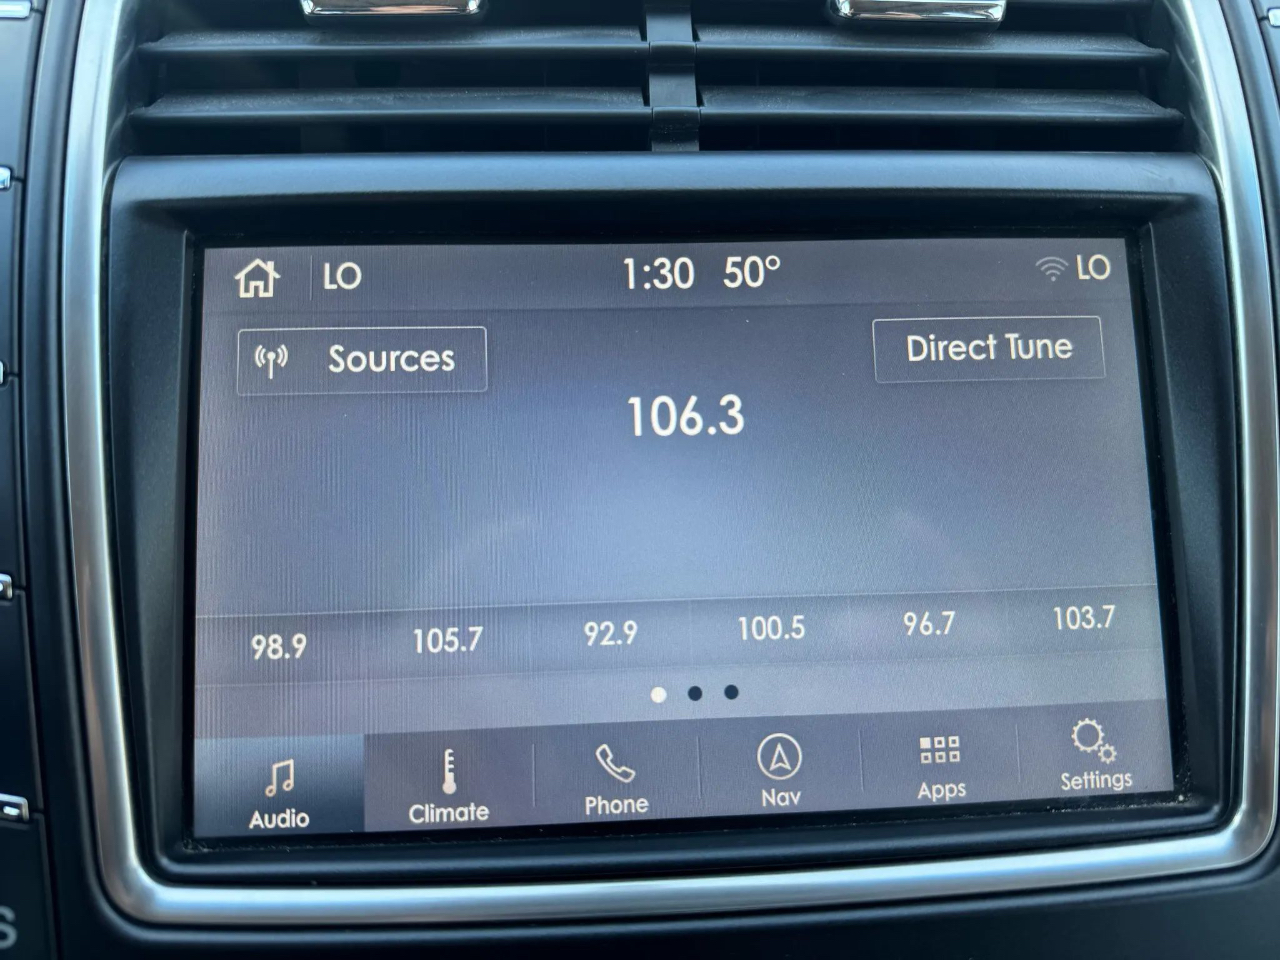 LO 1:30 50° LO
Sources Direct Tune
106.3
98.9 105.7 92.9 100.5 96.7 103.7
Audio Climate Phone Nav Apps Settings
S